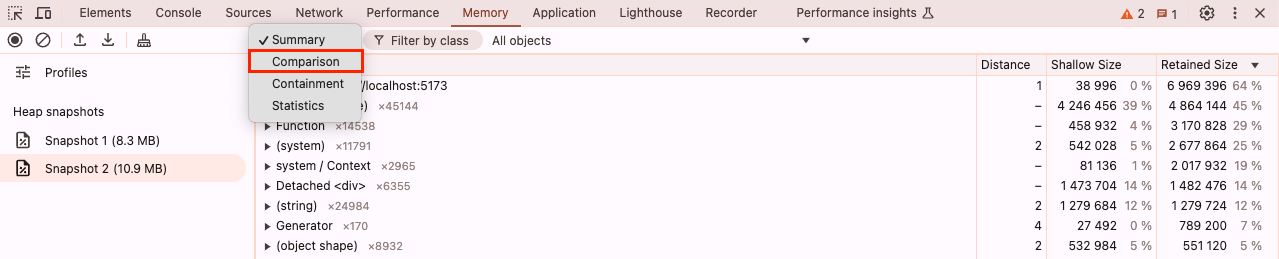 Elements Console Sources Network Performance Memory Application Lighthouse Recorder Performance insights 2 1
Summary Filter by class All objects
Comparison
Containment
Statistics
Profiles
Heap snapshots
Snapshot 1 (8.3 MB)
Snapshot 2 (10.9 MB)
Distance Shallow Size Retained Size
/localhost:5173 1 38 996 0 % 6 969 396 64 %
×45144 – 4 246 456 39 % 4 864 144 45 %
Function ×14538 – 458 932 4 % 3 170 828 29 %
(system) ×11791 2 542 028 5 % 2 677 864 25 %
system / Context ×2965 – 81 136 1 % 2 017 932 19 %
Detached <div> ×6355 – 1 473 704 14 % 1 482 476 14 %
(string) ×24984 2 1 279 684 12 % 1 279 724 12 %
Generator ×170 4 27 492 0 % 789 200 7 %
(object shape) ×8932 2 532 984 5 % 551 120 5 %